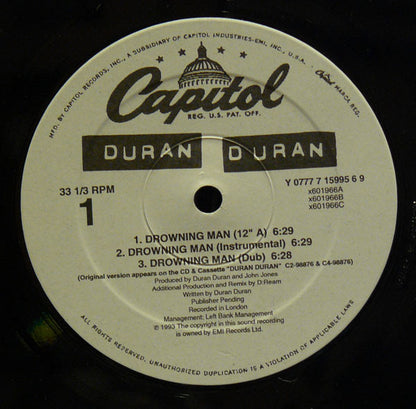 MFD. BY CAPITOL RECORDS, INC., A SUBSIDIARY OF CAPITOL INDUSTRIES-EMI, INC., U.S.A.
Capitol MARCA REG.
Capitol
REG. U.S. PAT. OFF.
DURAN DURAN
33 1/3 RPM
1
Y 0777 7 15995 6 9
x601966A
x601966B
x601966C
1. DROWNING MAN (12" A) 6:29
2. DROWNING MAN (Instrumental) 6:29
3. DROWNING MAN (Dub) 6:28
(Original version appears on the CD & Cassette "DURAN DURAN" C2-98876 & C4-98876)
Produced by Duran Duran and John Jones
Additional Production and Remix by D:Ream
Written by Duran Duran
Publisher Pending
Recorded in London
Management: Left Bank Management
℗ 1993 The copyright in this sound recording
is owned by EMI Records Ltd.
ALL RIGHTS RESERVED. UNAUTHORIZED DUPLICATION IS A VIOLATION OF APPLICABLE LAWS